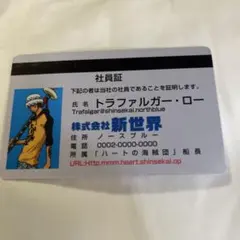 社員証
下記の者は当社の社員であることを証明します。
氏名 トラファルガー・ロー
Trafalgar@shinsekai.northblue
株式会社 新世界
住所 ノースブルー
電話 0002-0000-0000
所属 「ハートの海賊団」船長
URL:Http.mmm.heart.shinsekai.op